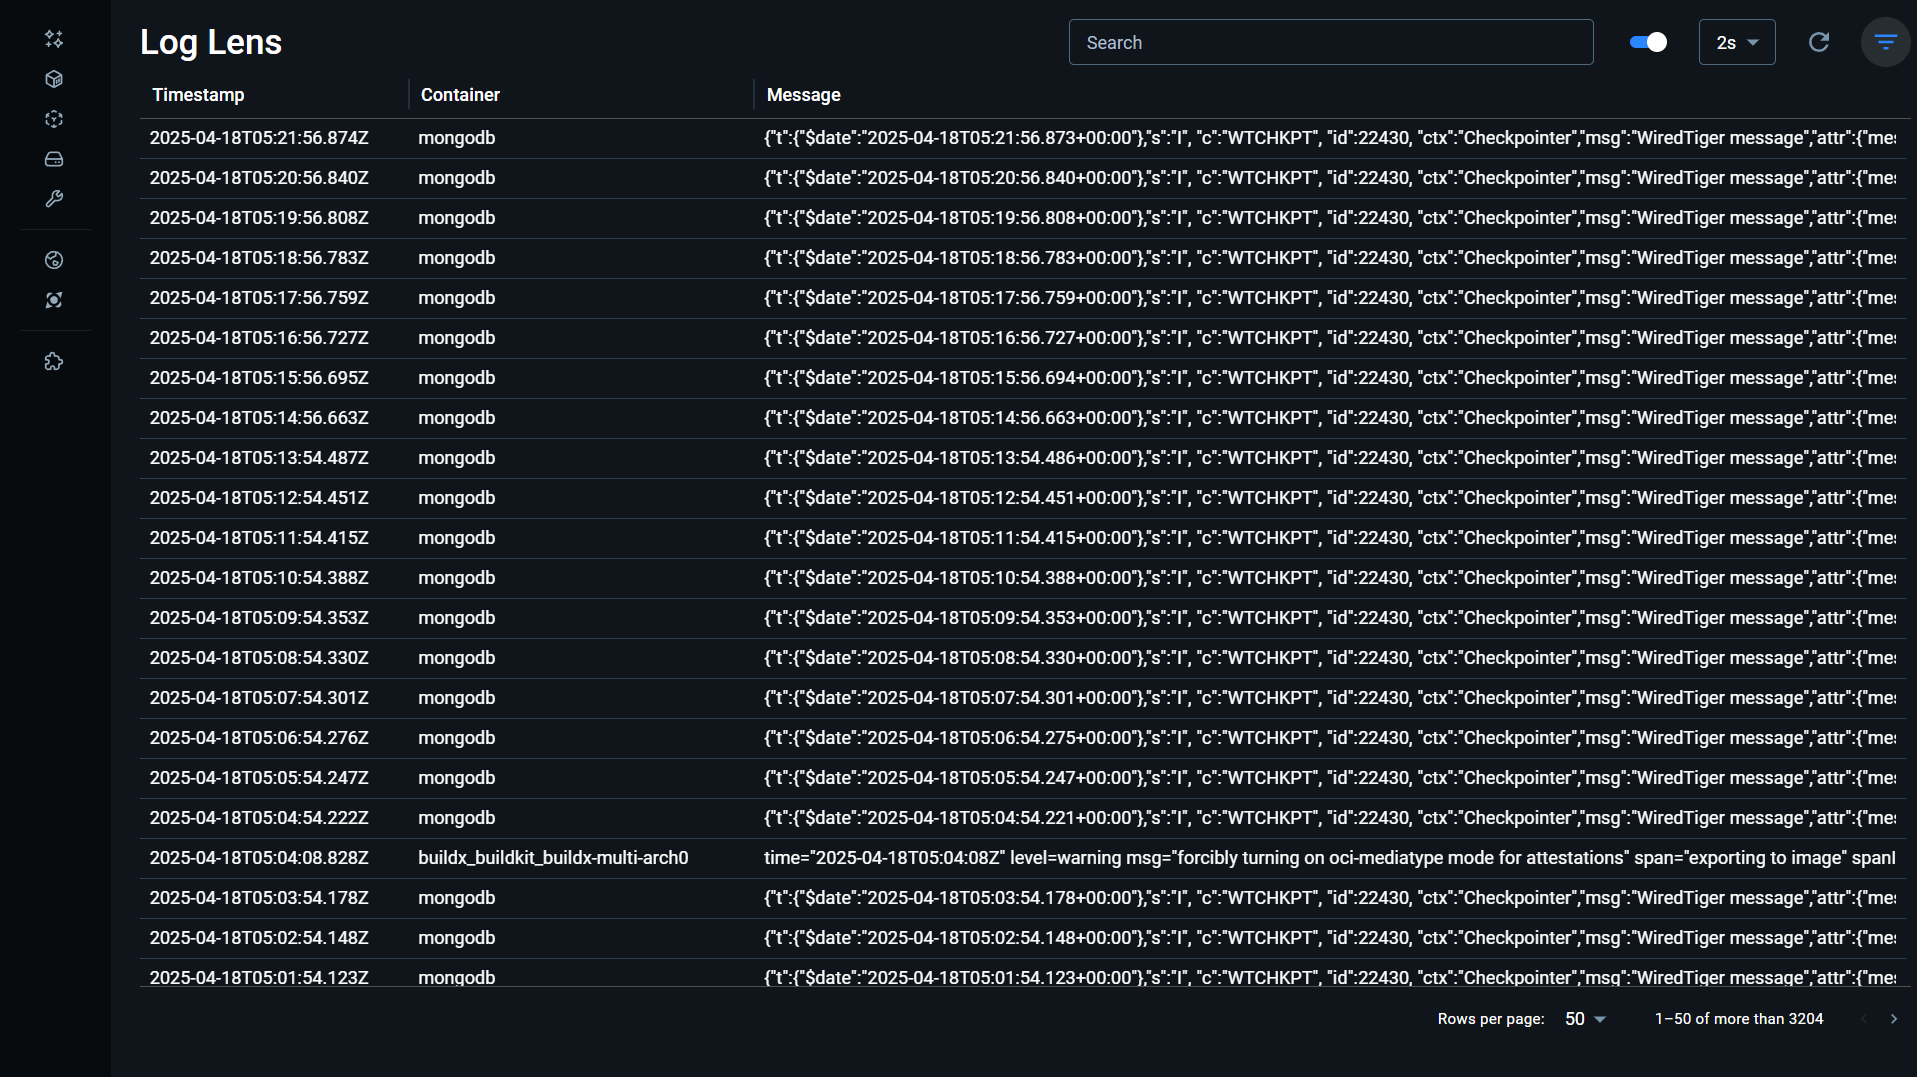 Log Lens
Search
2s
Timestamp Container Message
2025-04-18T05:21:56.874Z mongodb {"t":{"$date":"2025-04-18T05:21:56.873+00:00"},"s":"I", "c":"WTCHKPT", "id":22430, "ctx":"Checkpointer","msg":"WiredTiger message","attr":{"mes
2025-04-18T05:20:56.840Z mongodb {"t":{"$date":"2025-04-18T05:20:56.840+00:00"},"s":"I", "c":"WTCHKPT", "id":22430, "ctx":"Checkpointer","msg":"WiredTiger message","attr":{"mes
2025-04-18T05:19:56.808Z mongodb {"t":{"$date":"2025-04-18T05:19:56.808+00:00"},"s":"I", "c":"WTCHKPT", "id":22430, "ctx":"Checkpointer","msg":"WiredTiger message","attr":{"mes
2025-04-18T05:18:56.783Z mongodb {"t":{"$date":"2025-04-18T05:18:56.783+00:00"},"s":"I", "c":"WTCHKPT", "id":22430, "ctx":"Checkpointer","msg":"WiredTiger message","attr":{"mes
2025-04-18T05:17:56.759Z mongodb {"t":{"$date":"2025-04-18T05:17:56.759+00:00"},"s":"I", "c":"WTCHKPT", "id":22430, "ctx":"Checkpointer","msg":"WiredTiger message","attr":{"mes
2025-04-18T05:16:56.727Z mongodb {"t":{"$date":"2025-04-18T05:16:56.727+00:00"},"s":"I", "c":"WTCHKPT", "id":22430, "ctx":"Checkpointer","msg":"WiredTiger message","attr":{"mes
2025-04-18T05:15:56.695Z mongodb {"t":{"$date":"2025-04-18T05:15:56.694+00:00"},"s":"I", "c":"WTCHKPT", "id":22430, "ctx":"Checkpointer","msg":"WiredTiger message","attr":{"mes
2025-04-18T05:14:56.663Z mongodb {"t":{"$date":"2025-04-18T05:14:56.663+00:00"},"s":"I", "c":"WTCHKPT", "id":22430, "ctx":"Checkpointer","msg":"WiredTiger message","attr":{"mes
2025-04-18T05:13:54.487Z mongodb {"t":{"$date":"2025-04-18T05:13:54.486+00:00"},"s":"I", "c":"WTCHKPT", "id":22430, "ctx":"Checkpointer","msg":"WiredTiger message","attr":{"mes
2025-04-18T05:12:54.451Z mongodb {"t":{"$date":"2025-04-18T05:12:54.451+00:00"},"s":"I", "c":"WTCHKPT", "id":22430, "ctx":"Checkpointer","msg":"WiredTiger message","attr":{"mes
2025-04-18T05:11:54.415Z mongodb {"t":{"$date":"2025-04-18T05:11:54.415+00:00"},"s":"I", "c":"WTCHKPT", "id":22430, "ctx":"Checkpointer","msg":"WiredTiger message","attr":{"mes
2025-04-18T05:10:54.388Z mongodb {"t":{"$date":"2025-04-18T05:10:54.388+00:00"},"s":"I", "c":"WTCHKPT", "id":22430, "ctx":"Checkpointer","msg":"WiredTiger message","attr":{"mes
2025-04-18T05:09:54.353Z mongodb {"t":{"$date":"2025-04-18T05:09:54.353+00:00"},"s":"I", "c":"WTCHKPT", "id":22430, "ctx":"Checkpointer","msg":"WiredTiger message","attr":{"mes
2025-04-18T05:08:54.330Z mongodb {"t":{"$date":"2025-04-18T05:08:54.330+00:00"},"s":"I", "c":"WTCHKPT", "id":22430, "ctx":"Checkpointer","msg":"WiredTiger message","attr":{"mes
2025-04-18T05:07:54.301Z mongodb {"t":{"$date":"2025-04-18T05:07:54.301+00:00"},"s":"I", "c":"WTCHKPT", "id":22430, "ctx":"Checkpointer","msg":"WiredTiger message","attr":{"mes
2025-04-18T05:06:54.276Z mongodb {"t":{"$date":"2025-04-18T05:06:54.275+00:00"},"s":"I", "c":"WTCHKPT", "id":22430, "ctx":"Checkpointer","msg":"WiredTiger message","attr":{"mes
2025-04-18T05:05:54.247Z mongodb {"t":{"$date":"2025-04-18T05:05:54.247+00:00"},"s":"I", "c":"WTCHKPT", "id":22430, "ctx":"Checkpointer","msg":"WiredTiger message","attr":{"mes
2025-04-18T05:04:54.222Z mongodb {"t":{"$date":"2025-04-18T05:04:54.221+00:00"},"s":"I", "c":"WTCHKPT", "id":22430, "ctx":"Checkpointer","msg":"WiredTiger message","attr":{"mes
2025-04-18T05:04:08.828Z buildx_buildkit_buildx-multi-arch0 time="2025-04-18T05:04:08Z" level=warning msg="forcibly turning on oci-mediatype mode for attestations" span="exporting to image" spanI
2025-04-18T05:03:54.178Z mongodb {"t":{"$date":"2025-04-18T05:03:54.178+00:00"},"s":"I", "c":"WTCHKPT", "id":22430, "ctx":"Checkpointer","msg":"WiredTiger message","attr":{"mes
2025-04-18T05:02:54.148Z mongodb {"t":{"$date":"2025-04-18T05:02:54.148+00:00"},"s":"I", "c":"WTCHKPT", "id":22430, "ctx":"Checkpointer","msg":"WiredTiger message","attr":{"mes
2025-04-18T05:01:54.123Z mongodb {"t":{"$date":"2025-04-18T05:01:54.123+00:00"},"s":"I", "c":"WTCHKPT", "id":22430, "ctx":"Checkpointer","msg":"WiredTiger message","attr":{"mes
Rows per page: 50 1–50 of more than 3204